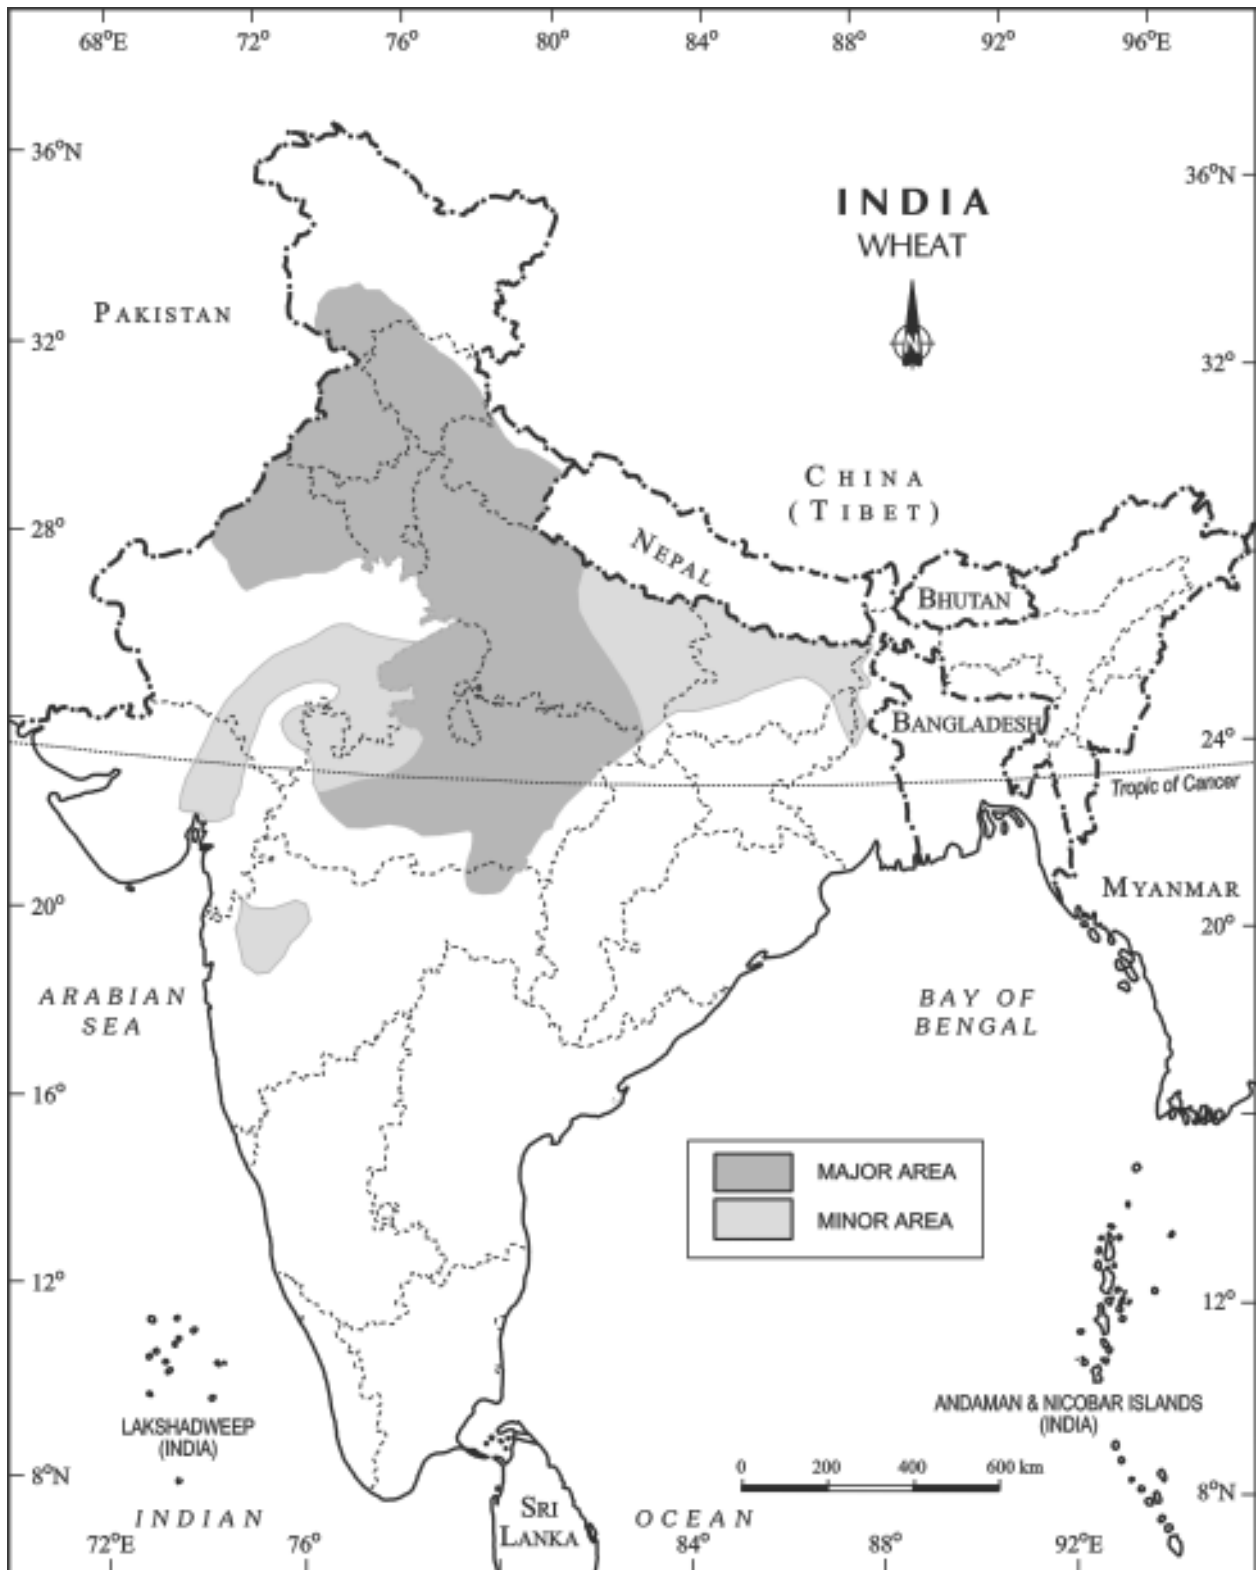 68°E 72° 76° 80° 84° 88° 92° 96°E
36°N
36°N
INDIA
WHEAT
PAKISTAN
N
32°
32°
CHINA
(TIBET)
28°
NEPAL
BHUTAN
BANGLADESH
24°
Tropic of Cancer
MYANMAR
20°
20°
ARABIAN
SEA
BAY OF
BENGAL
16°
MAJOR AREA
MINOR AREA
12°
12°
LAKSHADWEEP
(INDIA)
ANDAMAN & NICOBAR ISLANDS
(INDIA)
0 200 400 600 km
8°N
8°N
SRI
LANKA
INDIAN OCEAN
72°E 76° 84° 88° 92°E